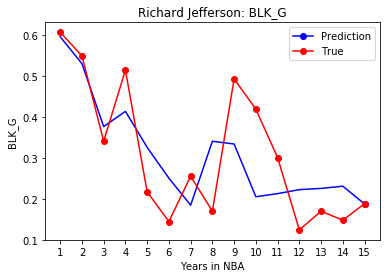 Richard Jefferson: BLK_G
Prediction
True
BLK_G
0.6
0.5
0.4
0.3
0.2
0.1
1 2 3 4 5 6 7 8 9 10 11 12 13 14 15
Years in NBA